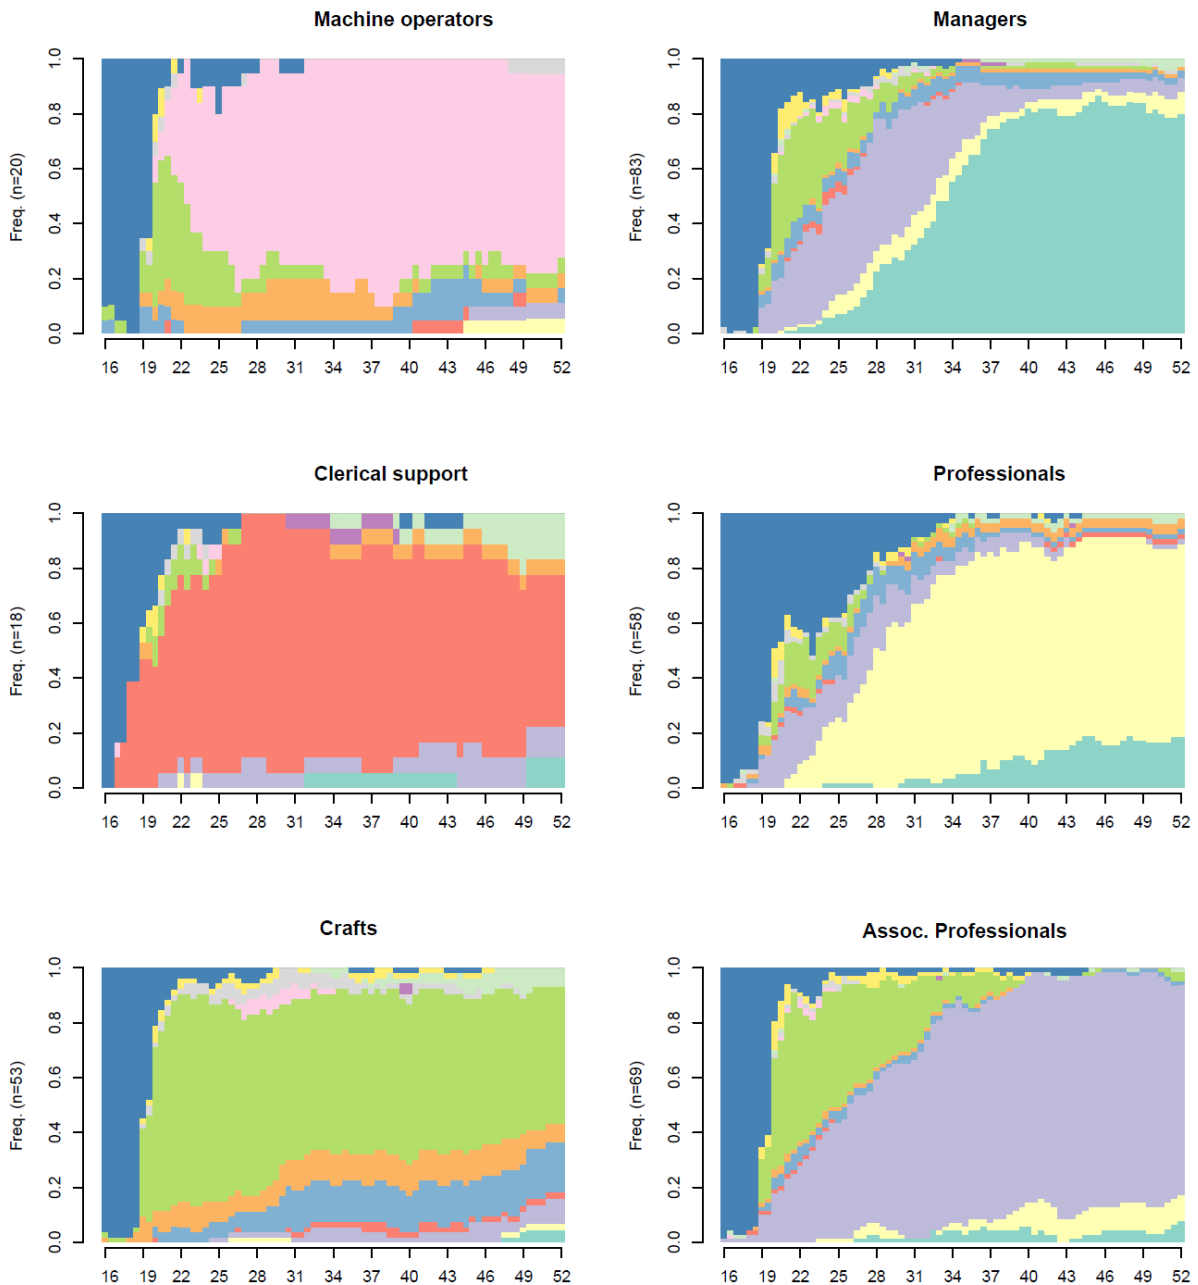 Machine operators
Freq. (n=20)
0.0 0.2 0.4 0.6 0.8 1.0
16 19 22 25 28 31 34 37 40 43 46 49 52
Managers
Freq. (n=83)
0.0 0.2 0.4 0.6 0.8 1.0
16 19 22 25 28 31 34 37 40 43 46 49 52
Clerical support
Freq. (n=18)
0.0 0.2 0.4 0.6 0.8 1.0
16 19 22 25 28 31 34 37 40 43 46 49 52
Professionals
Freq. (n=58)
0.0 0.2 0.4 0.6 0.8 1.0
16 19 22 25 28 31 34 37 40 43 46 49 52
Crafts
Freq. (n=53)
0.0 0.2 0.4 0.6 0.8 1.0
16 19 22 25 28 31 34 37 40 43 46 49 52
Assoc. Professionals
Freq. (n=69)
0.0 0.2 0.4 0.6 0.8 1.0
16 19 22 25 28 31 34 37 40 43 46 49 52